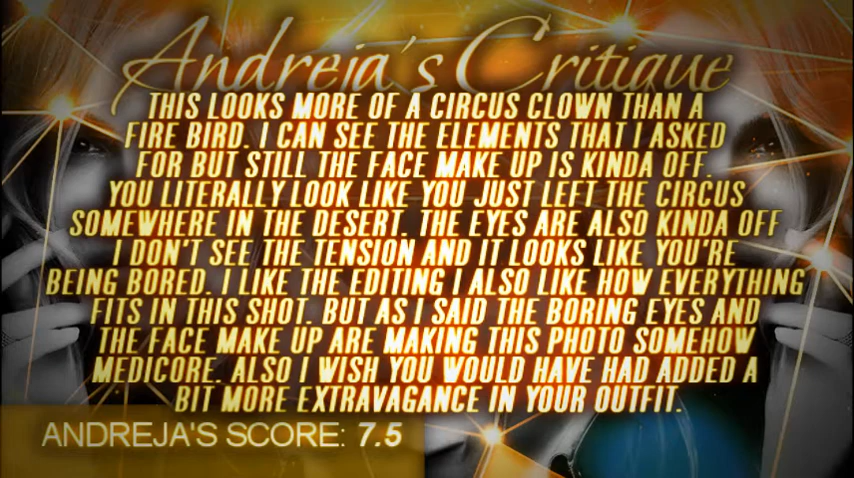 Andreja's Critique
THIS LOOKS MORE OF A CIRCUS CLOWN THAN A
FIRE BIRD. I CAN SEE THE ELEMENTS THAT I ASKED
FOR BUT STILL THE FACE MAKE UP IS KINDA OFF.
YOU LITERALLY LOOK LIKE YOU JUST LEFT THE CIRCUS
SOMEWHERE IN THE DESERT. THE EYES ARE ALSO KINDA OFF
I DON'T SEE THE TENSION AND IT LOOKS LIKE YOU'RE
BEING BORED. I LIKE THE EDITING I ALSO LIKE HOW EVERYTHING
FITS IN THIS SHOT. BUT AS I SAID THE BORING EYES AND
THE FACE MAKE UP ARE MAKING THIS PHOTO SOMEHOW
MEDICORE. ALSO I WISH YOU WOULD HAVE HAD ADDED A
BIT MORE EXTRAVAGANCE IN YOUR OUTFIT.
ANDREJA'S SCORE: 7.5